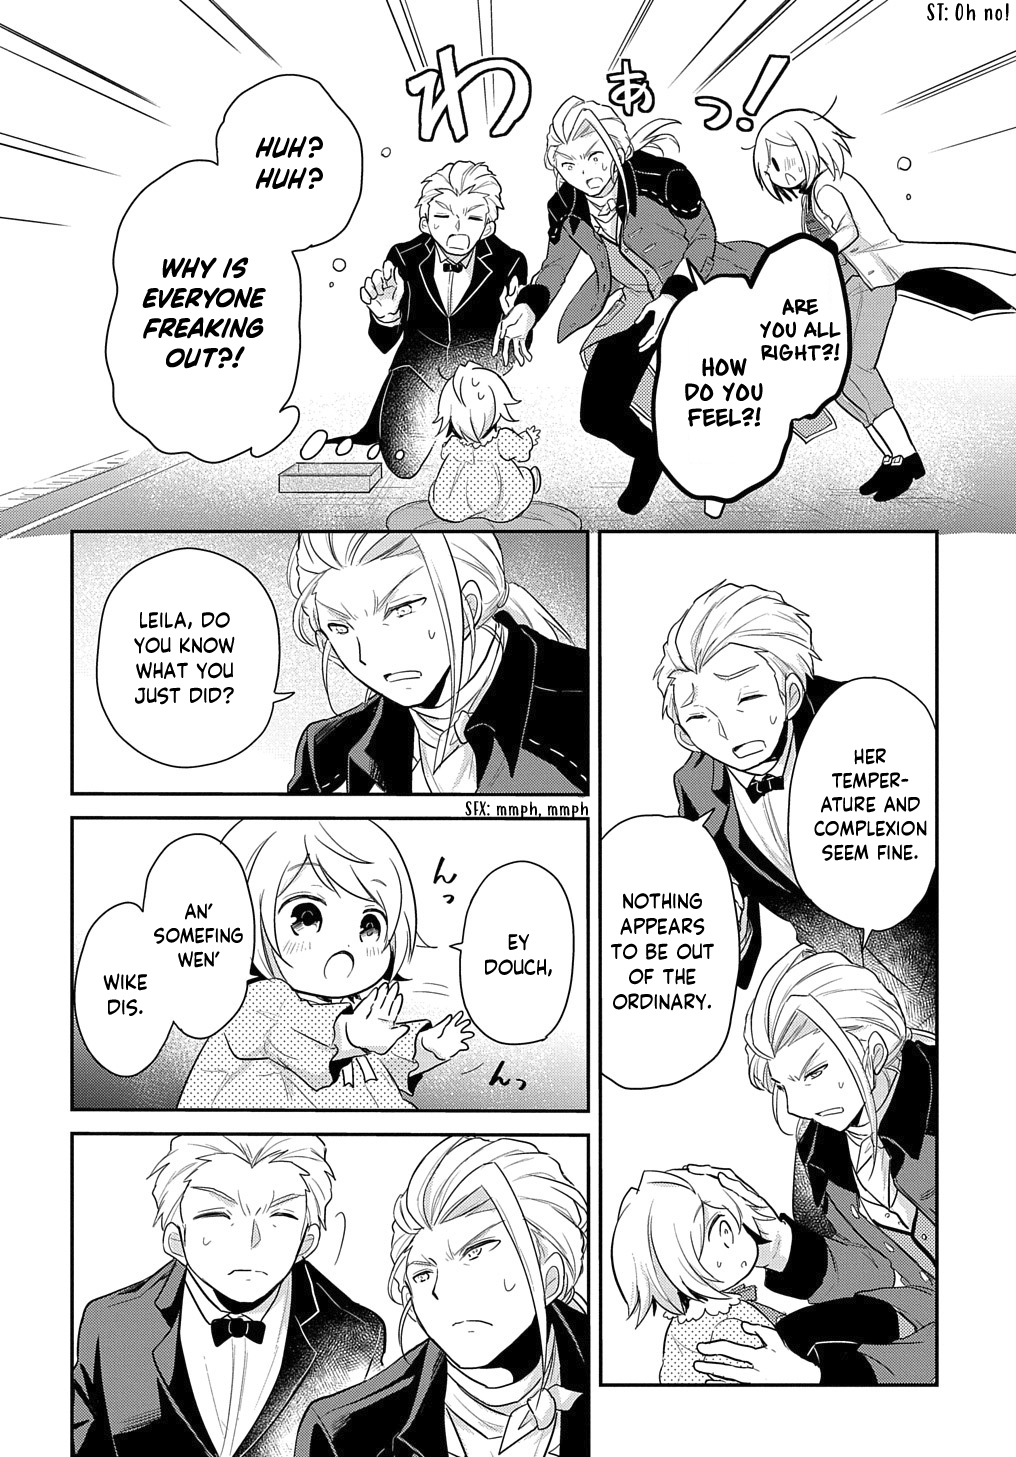 ST: Oh no!
わあっ!
ARE
YOU ALL
RIGHT?!
HOW
DO YOU
FEEL?!
HUH?
HUH?
WHY IS
EVERYONE
FREAKING
OUT?!
HER
TEMPER-
ATURE AND
COMPLEXION
SEEM FINE.
NOTHING
APPEARS
TO BE OUT
OF THE
ORDINARY.
LEILA, DO
YOU KNOW
WHAT YOU
JUST DID?
SFX: mmph, mmph
んっ
EY
DOUCH,
AN'
SOMEFING
WEN'
WIKE
DIS.
んっ